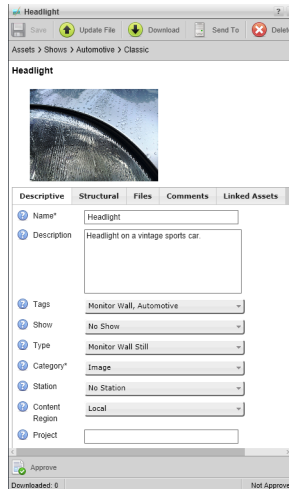 Headlight ?
Save Update File Download Send To Delet
Assets > Shows > Automotive > Classic
Headlight
Descriptive Structural Files Comments Linked Assets
? Name* Headlight
? Description Headlight on a vintage sports car.
? Tags Monitor Wall, Automotive
? Show No Show
? Type Monitor Wall Still
? Category* Image
? Station No Station
? Content Local
Region
? Project
Approve
Downloaded: 0 Not Approve